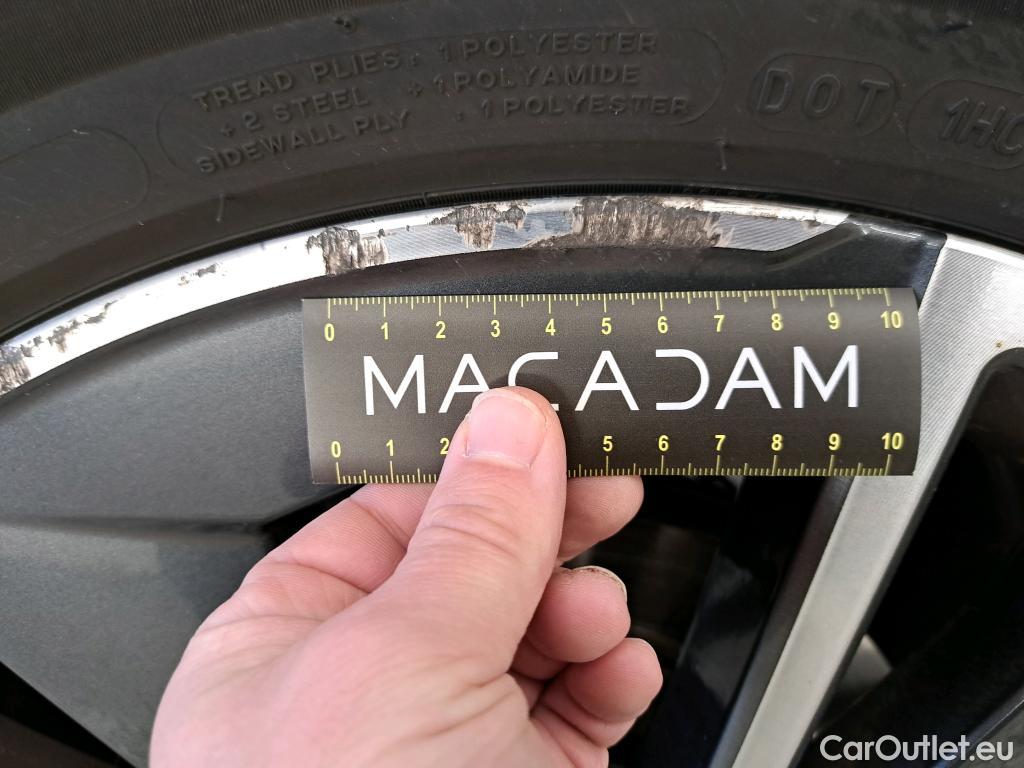 TREAD PLIES: 1 POLYESTER
+ 2 STEEL + 1 POLYAMIDE
SIDEWALL PLY : 1 POLYESTER
DOT
0 1 2 3 4 5 6 7 8 9 10
MACADAM
0 1 2 5 6 7 8 9 10
CarOutlet.eu